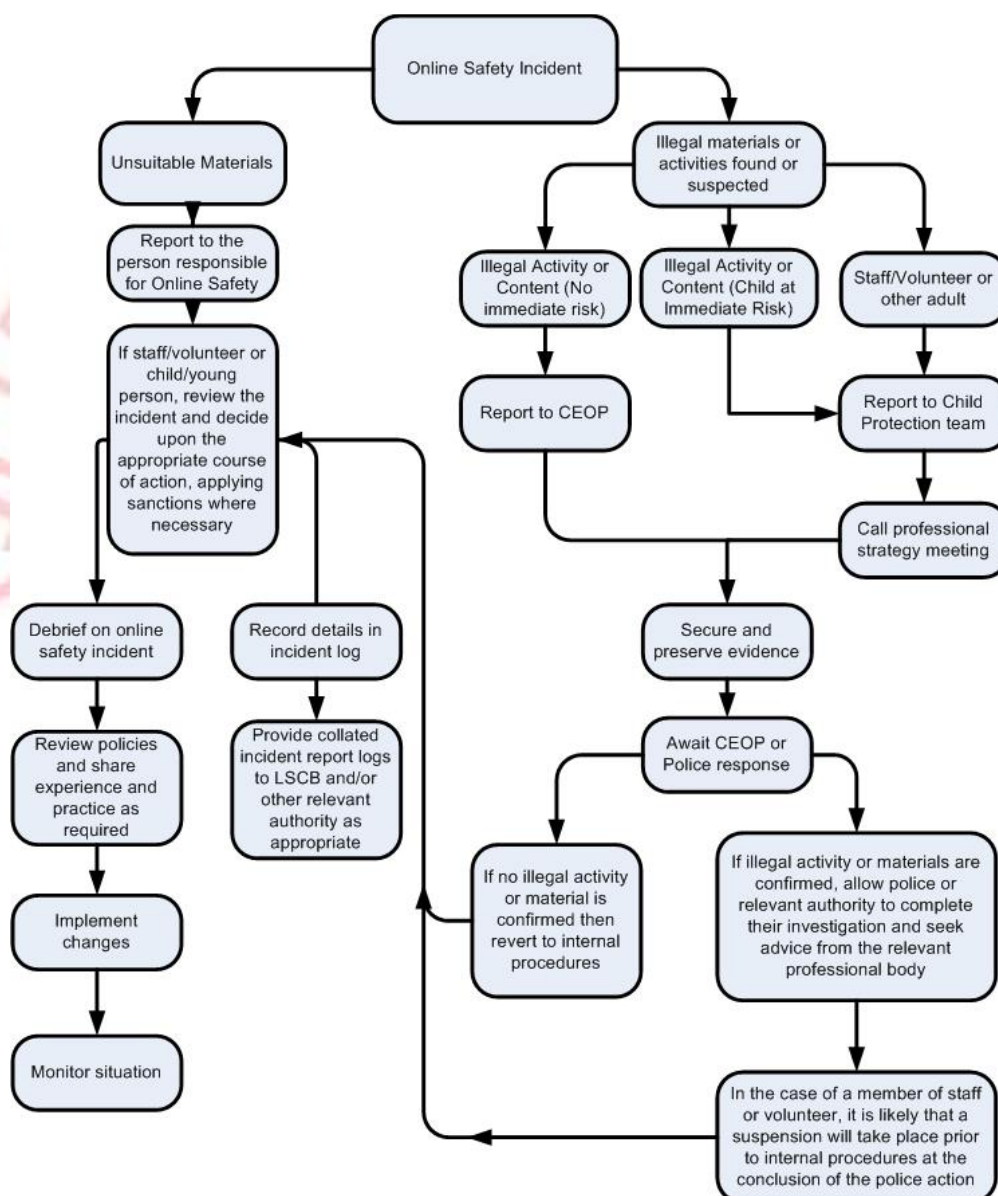 Online Safety Incident
Unsuitable Materials
Report to the
person responsible
for Online Safety
If staff/volunteer or
child/young
person, review the
incident and decide
upon the
appropriate course
of action, applying
sanctions where
necessary
Debrief on online
safety incident
Review policies
and share
experience and
practice as
required
Implement
changes
Monitor situation
Record details in
incident log
Provide collated
incident report logs
to LSCB and/or
other relevant
authority as
appropriate
Illegal materials or
activities found or
suspected
Illegal Activity or
Content (No
immediate risk)
Illegal Activity or
Content (Child at
Immediate Risk)
Staff/Volunteer or
other adult
Report to CEOP
Report to Child
Protection team
Call professional
strategy meeting
Secure and
preserve evidence
Await CEOP or
Police response
If no illegal activity
or material is
confirmed then
revert to internal
procedures
If illegal activity or materials are
confirmed, allow police or
relevant authority to complete
their investigation and seek
advice from the relevant
professional body
In the case of a member of staff
or volunteer, it is likely that a
suspension will take place prior
to internal procedures at the
conclusion of the police action